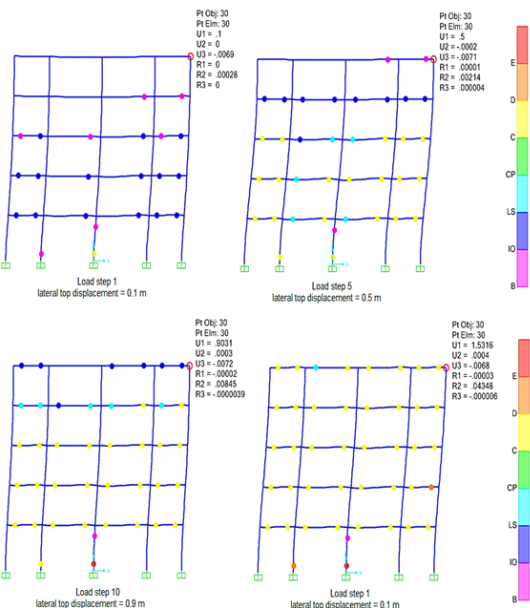 Pt Obj: 30
Pt Elm: 30
U1 = .1
U2 = 0
U3 = -.0069
R1 = 0
R2 = .00028
R3 = 0
Load step 1
lateral top displacement = 0.1 m
Pt Obj: 30
Pt Elm: 30
U1 = .5
U2 = -.0002
U3 = -.0071
R1 = .00001
R2 = .00214
R3 = .000004
Load step 5
lateral top displacement = 0.5 m
E
D
C
CP
LS
IO
B
Pt Obj: 30
Pt Elm: 30
U1 = .9031
U2 = .0003
U3 = -.0072
R1 = -.00002
R2 = .00845
R3 = -.0000039
Load step 10
lateral top displacement = 0.9 m
Pt Obj: 30
Pt Elm: 30
U1 = 1.5316
U2 = .0004
U3 = -.0068
R1 = -.00003
R2 = .04348
R3 = -.000006
Load step 1
lateral top displacement = 0.1 m
E
D
C
CP
LS
IO
B